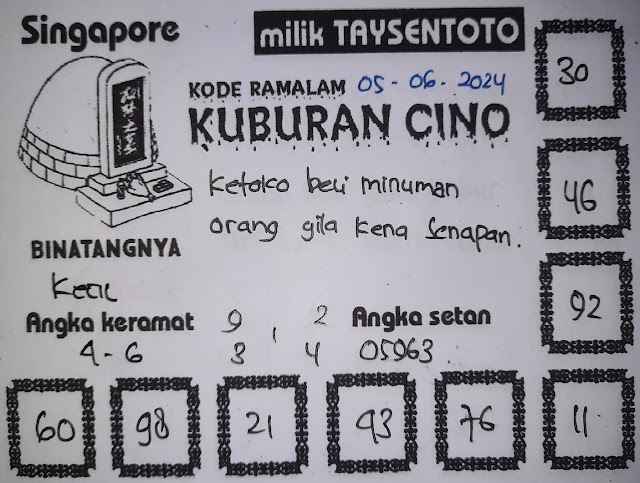 Singapore
milik TAYSENTOTO
KODE RAMALAM 05 - 06 - 2024
KUBURAN CINO
Ketoko beli minuman
orang gila kena senapan.
BINATANGNYA
Kecil
Angka keramat
4 - 6
9 , 2
3 4
Angka setan
05963
30
46
92
60 98 21 93 76 11